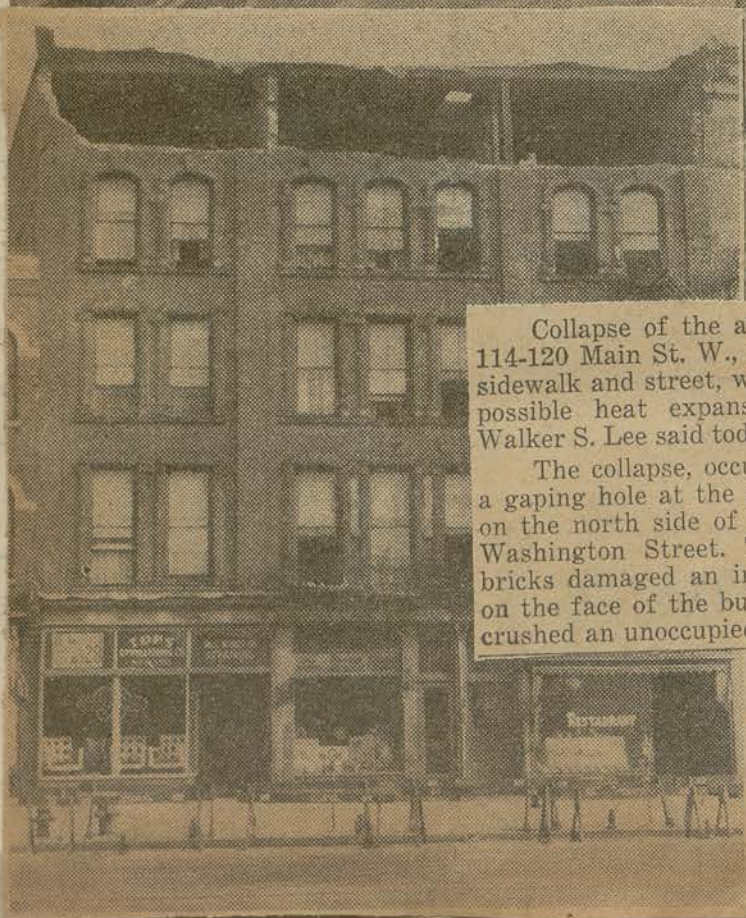 Collapse of the a
114-120 Main St. W.,
sidewalk and street, w
possible heat expans
Walker S. Lee said tod
The collapse, occu
a gaping hole at the
on the north side of
Washington Street.
bricks damaged an i
on the face of the bu
crushed an unoccupie
RESTAURANT